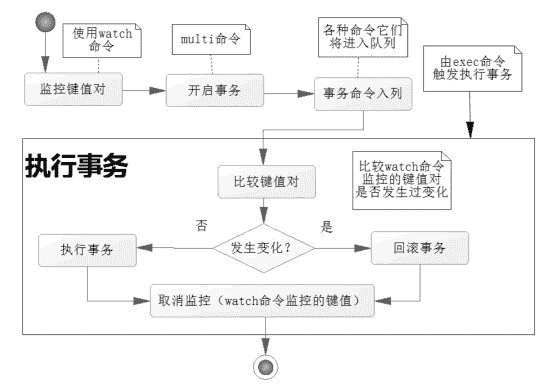 使用watch
命令
multi命令
各种命令它们
将进入队列
由exec命令
触发执行事务
监控键值对
开启事务
事务命令入列
执行事务
比较键值对
比较watch命令
监控的键值对
是否发生过变化
否
发生变化？
是
执行事务
回滚事务
取消监控（watch命令监控的键值）